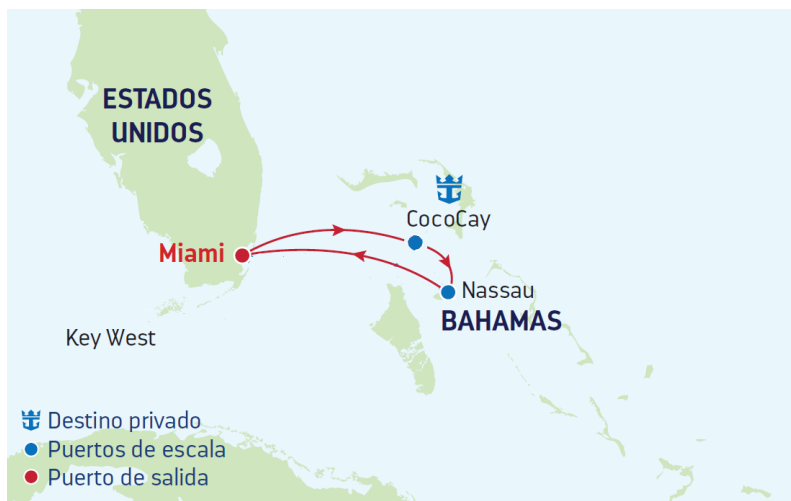 ESTADOS
UNIDOS
CocoCay
Miami
Nassau
BAHAMAS
Key West
Destino privado
Puertos de escala
Puerto de salida